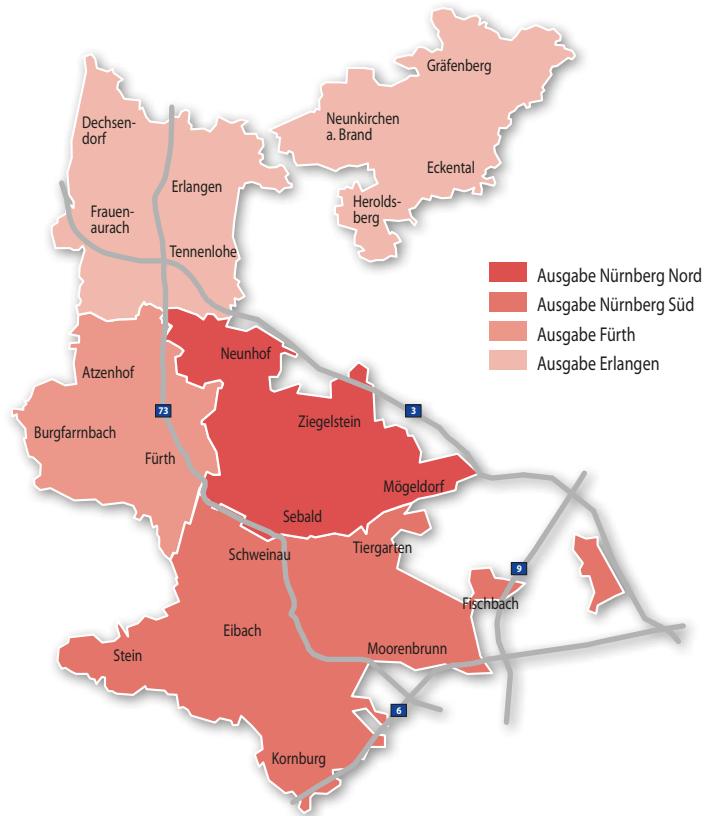 Gräfenberg
Neunkirchen
a. Brand
Dechsen-
dorf
Eckental
Erlangen
Herolds-
berg
Frauen-
aurach
Tennenlohe
Ausgabe Nürnberg Nord
Ausgabe Nürnberg Süd
Ausgabe Fürth
Ausgabe Erlangen
Neunhof
Atzenhof
73
3
Ziegelstein
Burgfarrnbach
Fürth
Mögeldorf
Sebald
Schweinau
Tiergarten
9
Fischbach
Eibach
Moorenbrunn
Stein
6
Kornburg